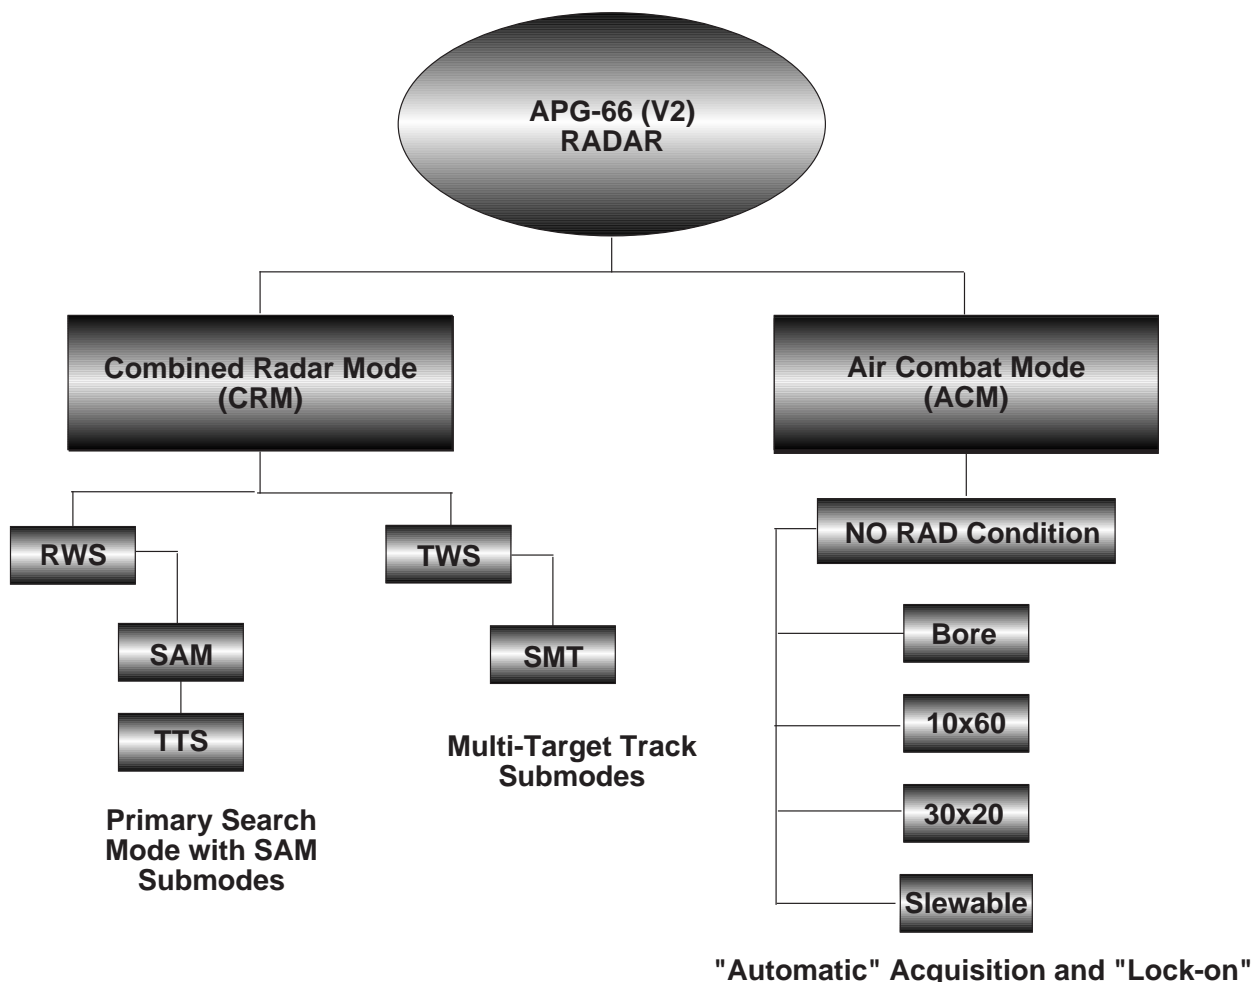 APG-66 (V2)
RADAR
Combined Radar Mode
(CRM)
Air Combat Mode
(ACM)
RWS
TWS
NO RAD Condition
SAM
SMT
Bore
TTS
10x60
Multi-Target Track
Submodes
30x20
Primary Search
Mode with SAM
Submodes
Slewable
"Automatic" Acquisition and "Lock-on"